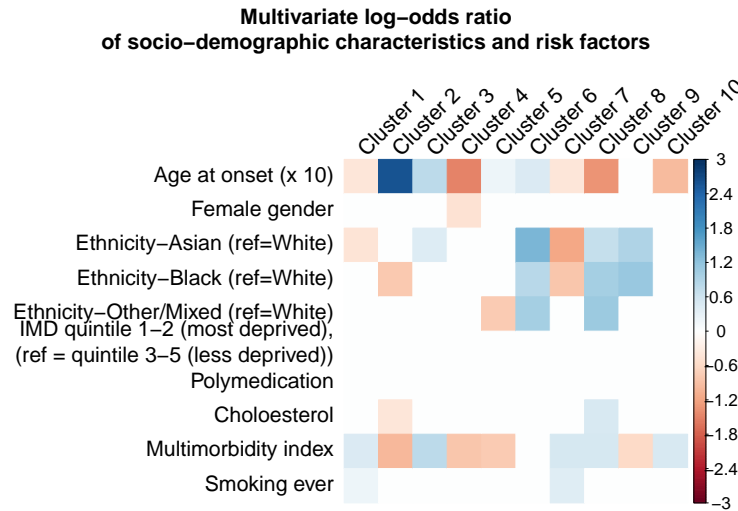 Multivariate log−odds ratio
of socio−demographic characteristics and risk factors
Cluster 1
Cluster 2
Cluster 3
Cluster 4
Cluster 5
Cluster 6
Cluster 7
Cluster 8
Cluster 9
Cluster 10
Age at onset (x 10)
Female gender
Ethnicity−Asian (ref=White)
Ethnicity−Black (ref=White)
Ethnicity−Other/Mixed (ref=White)
IMD quintile 1−2 (most deprived),
(ref = quintile 3−5 (less deprived))
Polymedication
Choloesterol
Multimorbidity index
Smoking ever
3
2.4
1.8
1.2
0.6
0
−0.6
−1.2
−1.8
−2.4
−3